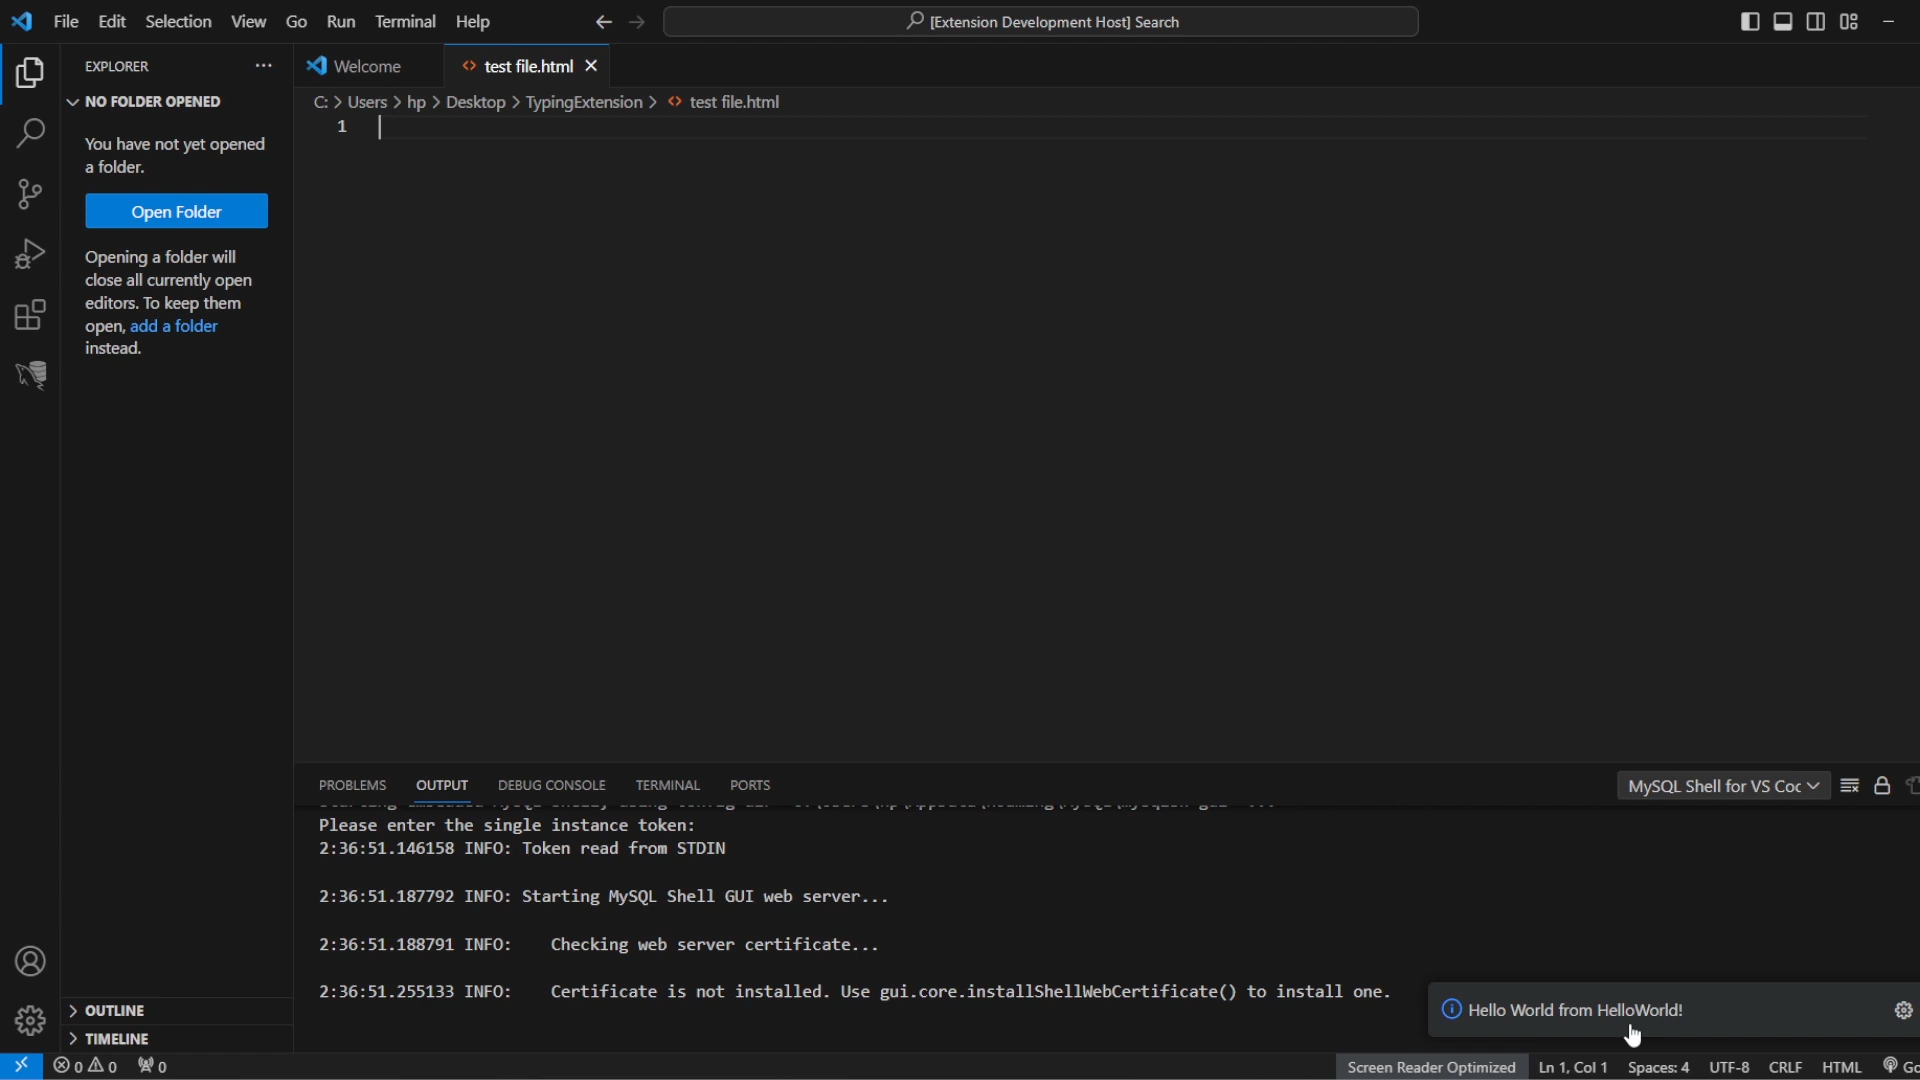 File Edit Selection View Go Run Terminal Help
[Extension Development Host] Search
EXPLORER
NO FOLDER OPENED
You have not yet opened
a folder.
Open Folder
Opening a folder will
close all currently open
editors. To keep them
open, add a folder
instead.
OUTLINE
TIMELINE
Welcome
test file.html
C: > Users > hp > Desktop > TypingExtension > test file.html
1
PROBLEMS OUTPUT DEBUG CONSOLE TERMINAL PORTS
MySQL Shell for VS Coc
Please enter the single instance token:
2:36:51.146158 INFO: Token read from STDIN
2:36:51.187792 INFO: Starting MySQL Shell GUI web server...
2:36:51.188791 INFO: Checking web server certificate...
2:36:51.255133 INFO: Certificate is not installed. Use gui.core.installShellWebCertificate() to install one.
Hello World from HelloWorld!
0 0 0
Screen Reader Optimized Ln 1, Col 1 Spaces: 4 UTF-8 CRLF HTML